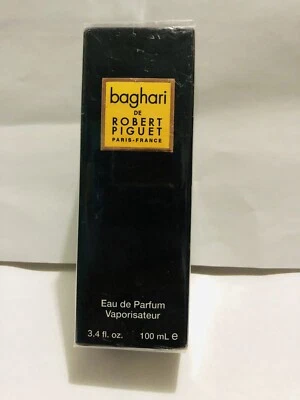 baghari
DE
ROBERT
PIGUET
PARIS-FRANCE
Eau de Parfum
Vaporisateur
3.4 fl. oz. 100 mL ℮